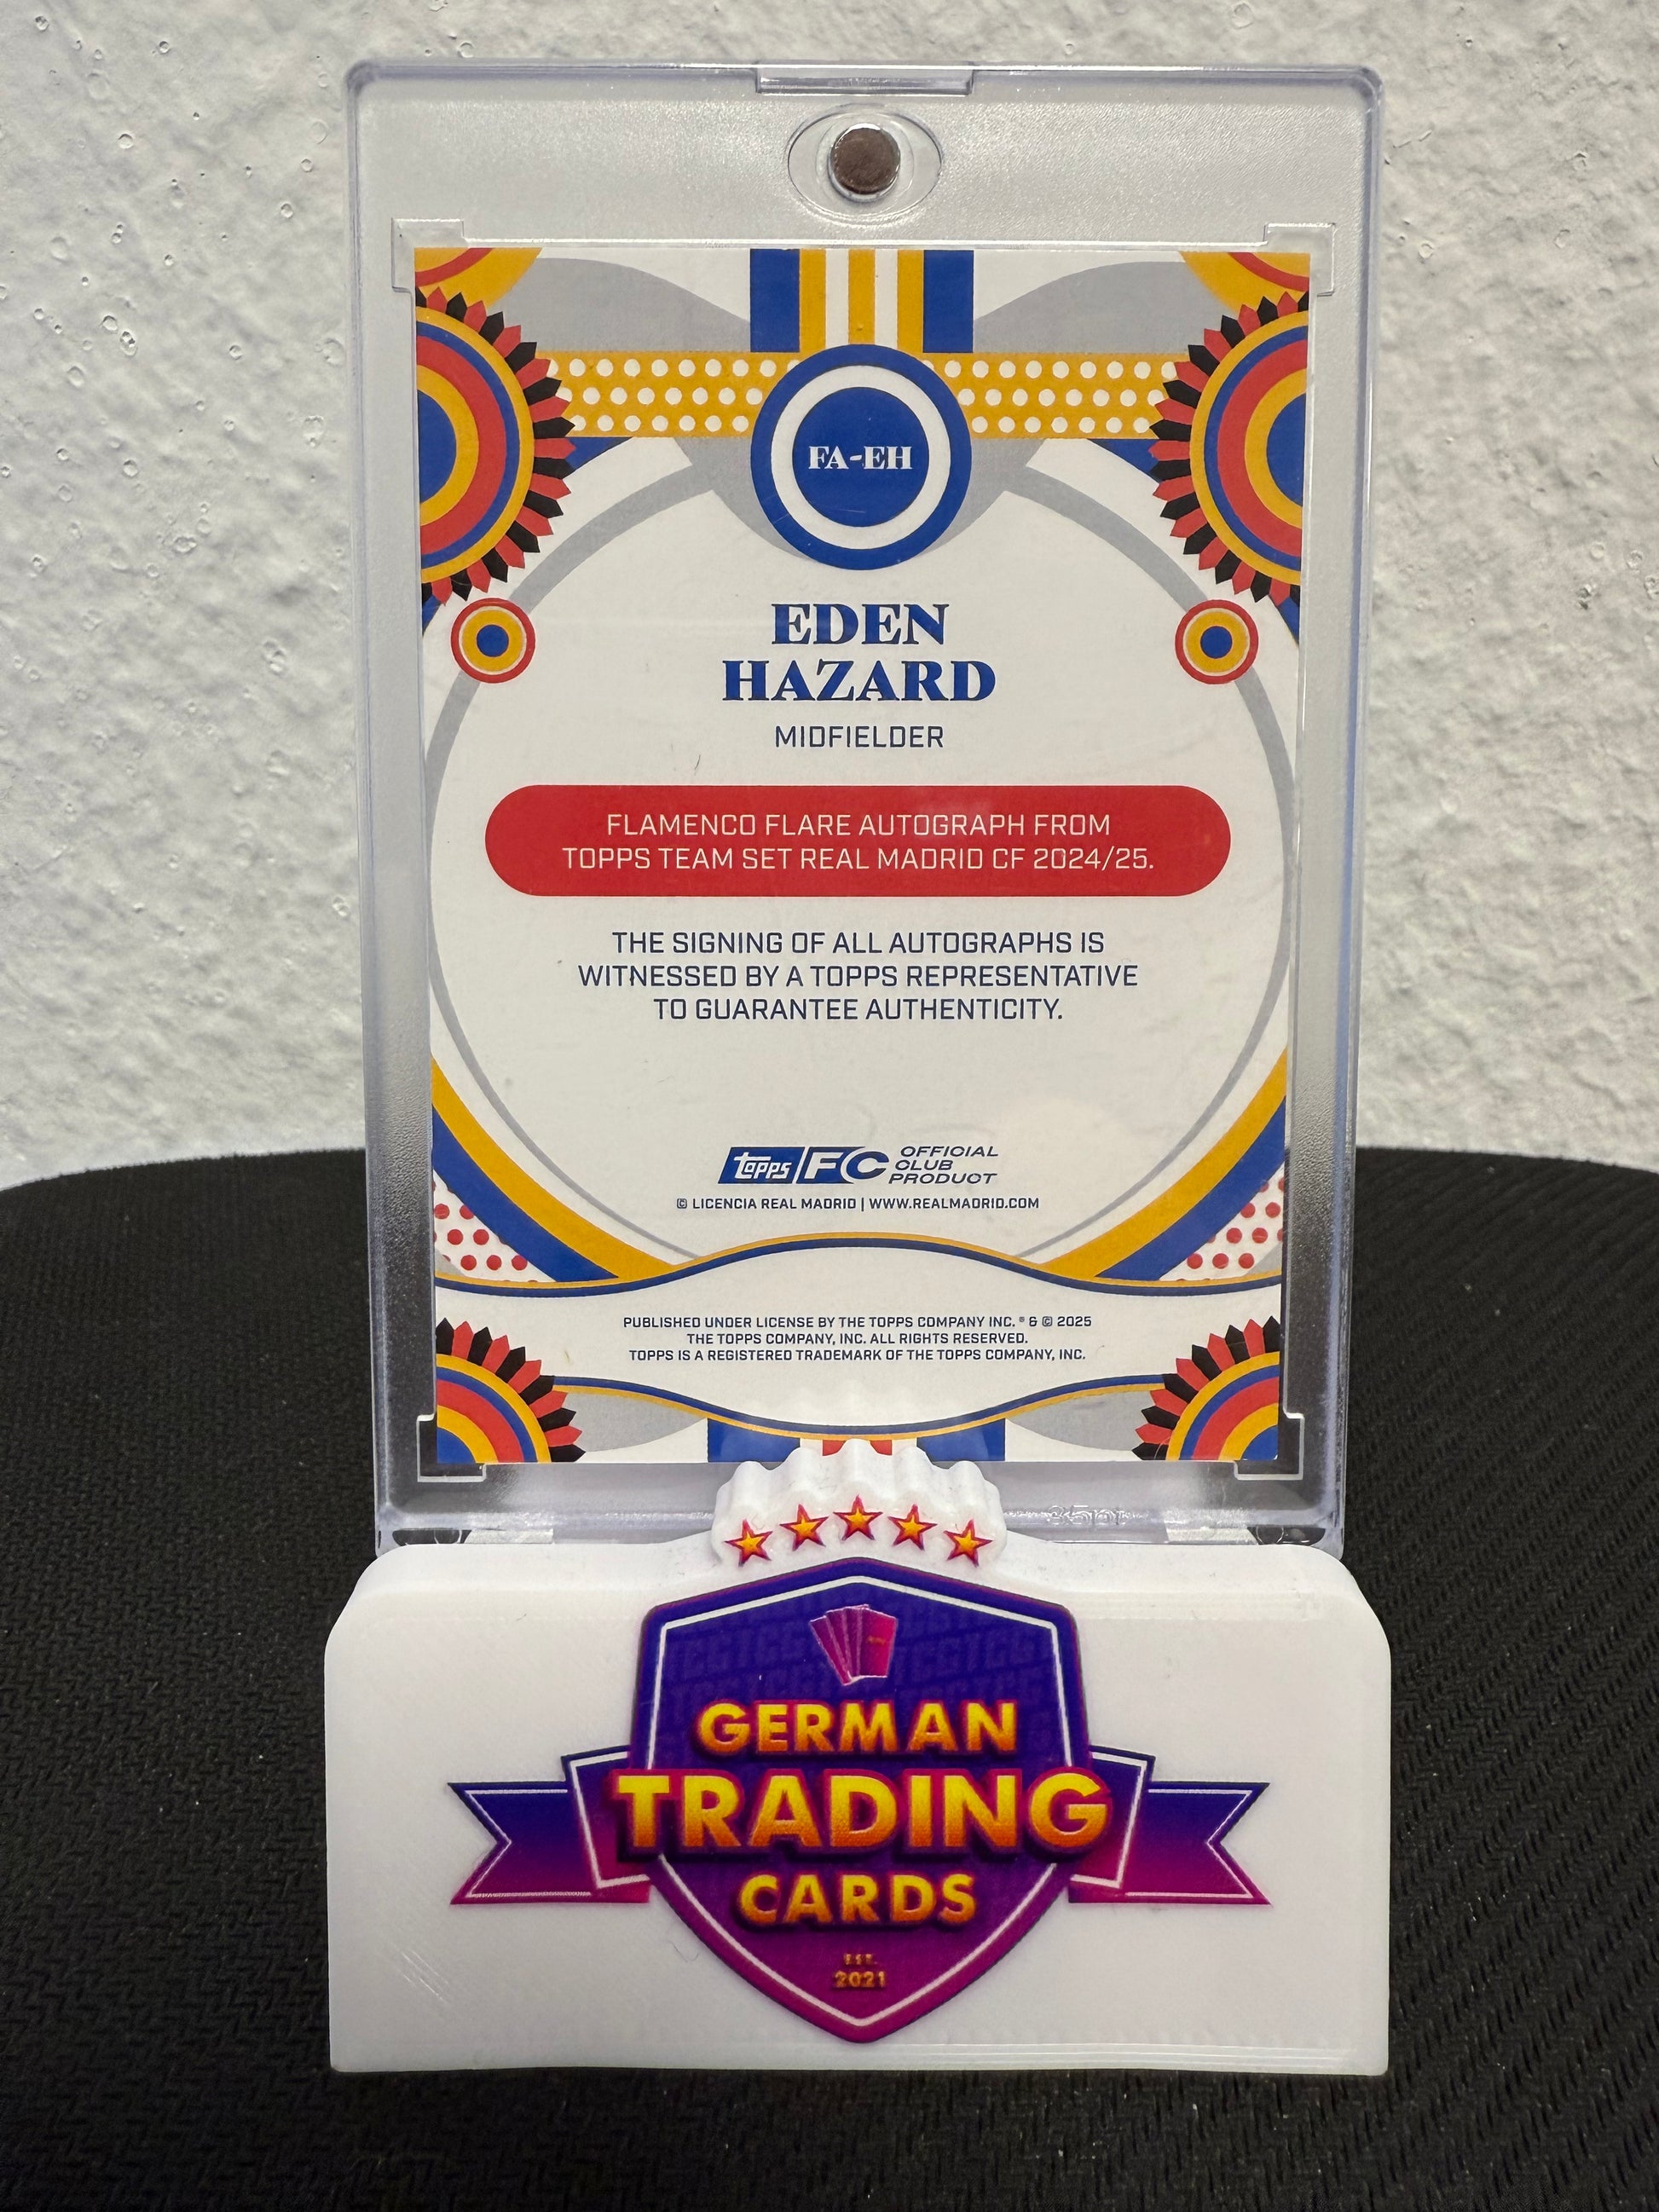 FA-EH
EDEN
HAZARD
MIDFIELDER
FLAMENCO FLARE AUTOGRAPH FROM
TOPPS TEAM SET REAL MADRID CF 2024/25.
THE SIGNING OF ALL AUTOGRAPHS IS
WITNESSED BY A TOPPS REPRESENTATIVE
TO GUARANTEE AUTHENTICITY.
topps FC OFFICIAL
CLUB
PRODUCT
© LICENCIA REAL MADRID | WWW.REALMADRID.COM
PUBLISHED UNDER LICENSE BY THE TOPPS COMPANY INC. ® & © 2025
THE TOPPS COMPANY, INC. ALL RIGHTS RESERVED.
TOPPS IS A REGISTERED TRADEMARK OF THE TOPPS COMPANY, INC.
35pt
GERMAN
TRADING
CARDS
EST.
2021